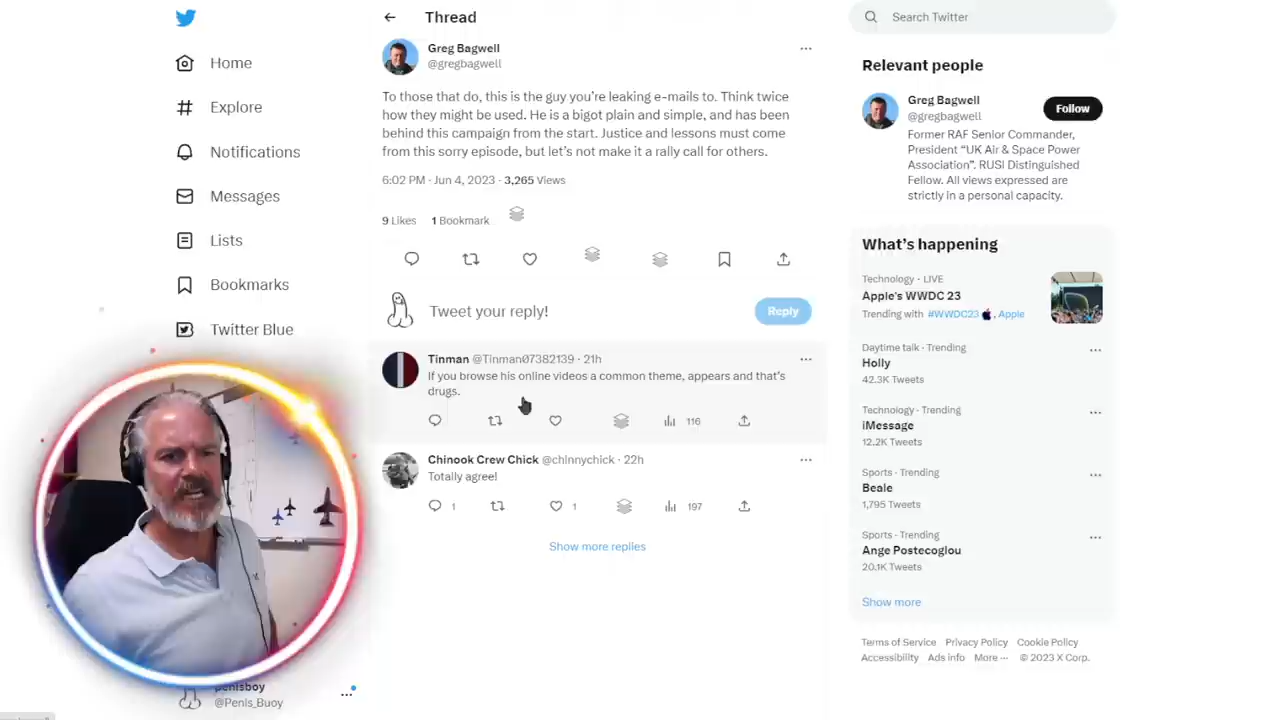 Home
Explore
Notifications
Messages
Lists
Bookmarks
Twitter Blue
penisboy
@Penis_Buoy
Thread
Greg Bagwell
@gregbagwell
To those that do, this is the guy you're leaking e-mails to. Think twice
how they might be used. He is a bigot plain and simple, and has been
behind this campaign from the start. Justice and lessons must come
from this sorry episode, but let's not make it a rally call for others.
6:02 PM · Jun 4, 2023 · 3,265 Views
9 Likes 1 Bookmark
Tweet your reply!
Reply
Tinman @Tinman07382139 · 21h
If you browse his online videos a common theme, appears and that's
drugs.
116
Chinook Crew Chick @chinnychick · 22h
Totally agree!
1 1 197
Show more replies
Search Twitter
Relevant people
Greg Bagwell
@gregbagwell
Follow
Former RAF Senior Commander,
President "UK Air & Space Power
Association". RUSI Distinguished
Fellow. All views expressed are
strictly in a personal capacity.
What's happening
Technology · LIVE
Apple's WWDC 23
Trending with #WWDC23, Apple
Daytime talk · Trending
Holly
42.3K Tweets
Technology · Trending
iMessage
12.2K Tweets
Sports · Trending
Beale
1,795 Tweets
Sports · Trending
Ange Postecoglou
20.1K Tweets
Show more
Terms of Service Privacy Policy Cookie Policy
Accessibility Ads info More ··· © 2023 X Corp.